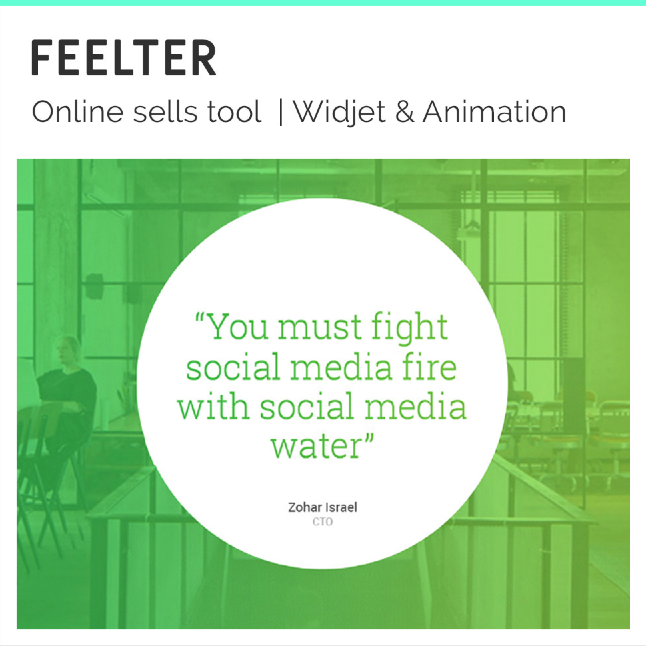 FEELTER
Online sells tool | Widjet & Animation
“You must fight
social media fire
with social media
water”
Zohar Israel
CTO